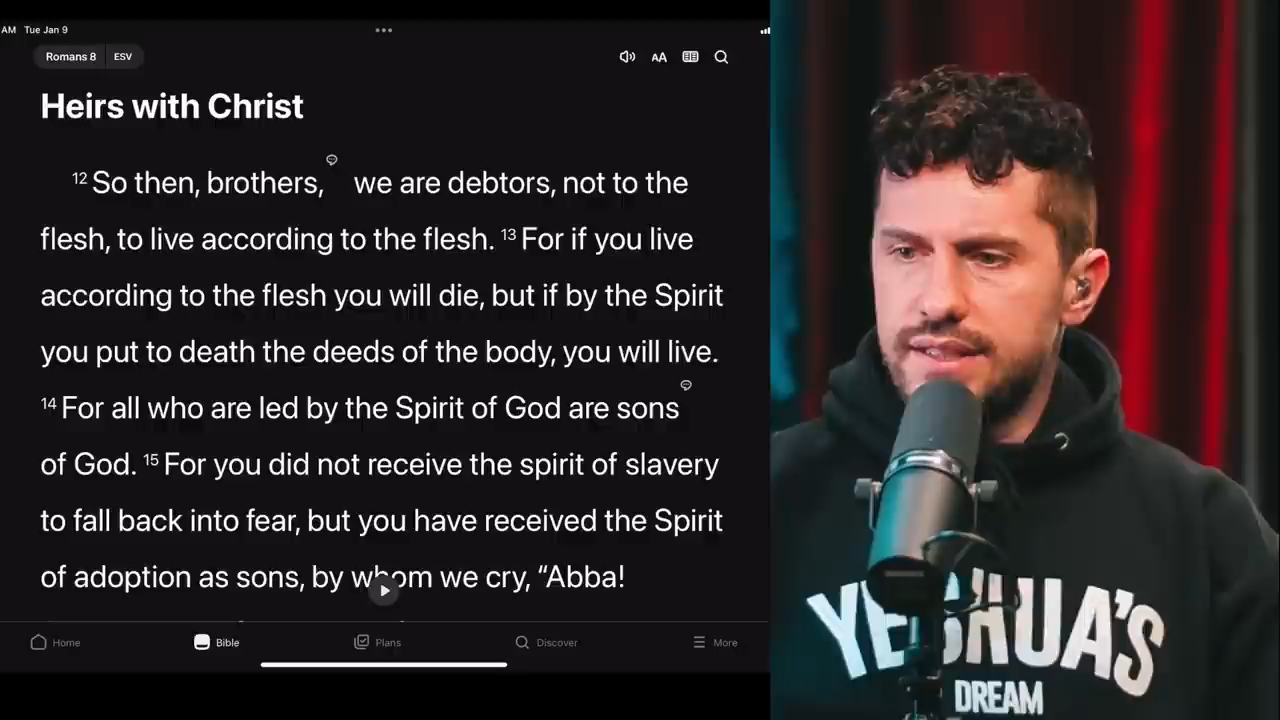 AM Tue Jan 9
Romans 8 ESV
AA
Heirs with Christ
12 So then, brothers, we are debtors, not to the
flesh, to live according to the flesh. 13 For if you live
according to the flesh you will die, but if by the Spirit
you put to death the deeds of the body, you will live.
14 For all who are led by the Spirit of God are sons
of God. 15 For you did not receive the spirit of slavery
to fall back into fear, but you have received the Spirit
of adoption as sons, by whom we cry, “Abba!
Home Bible Plans Discover More
YESHUA'S
DREAM